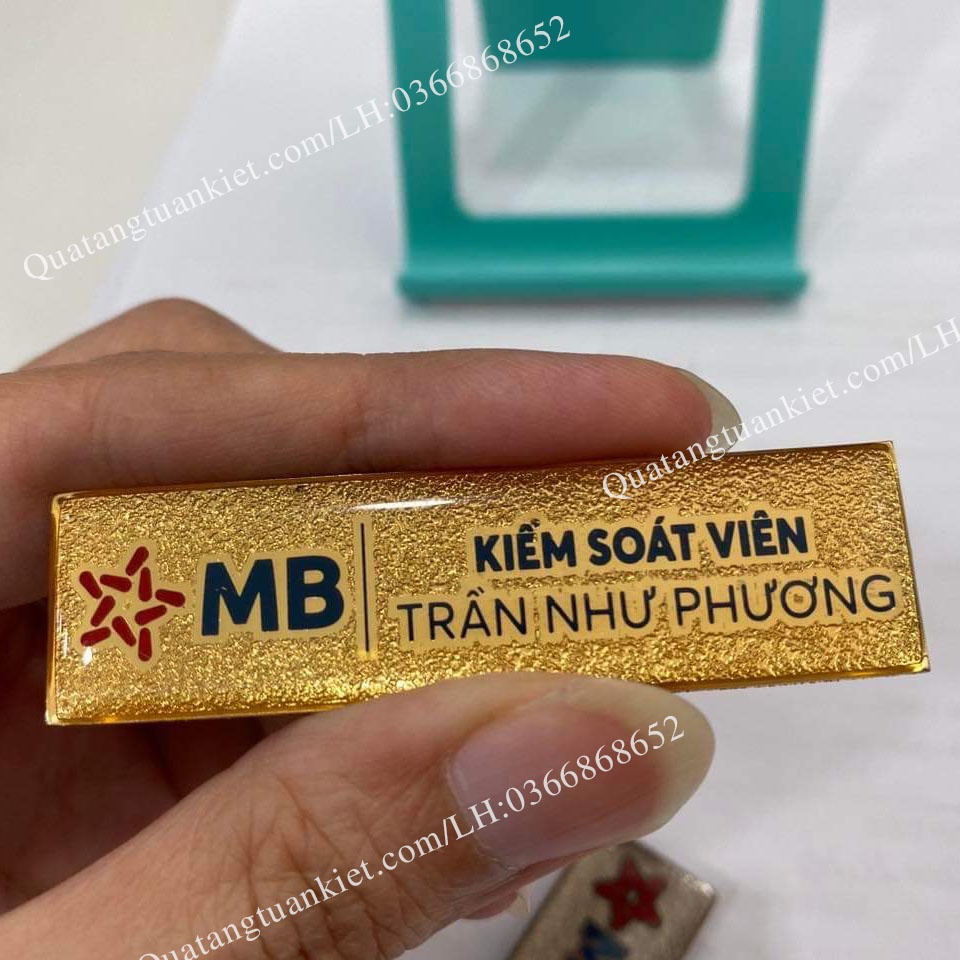 Quatangtuankiet.com/LH:0366868652
Quatangtuankiet.com/LH
MB
KIỂM SOÁT VIÊN
TRẦN NHƯ PHƯƠNG
Quatangtuankiet.com/LH:0366868652